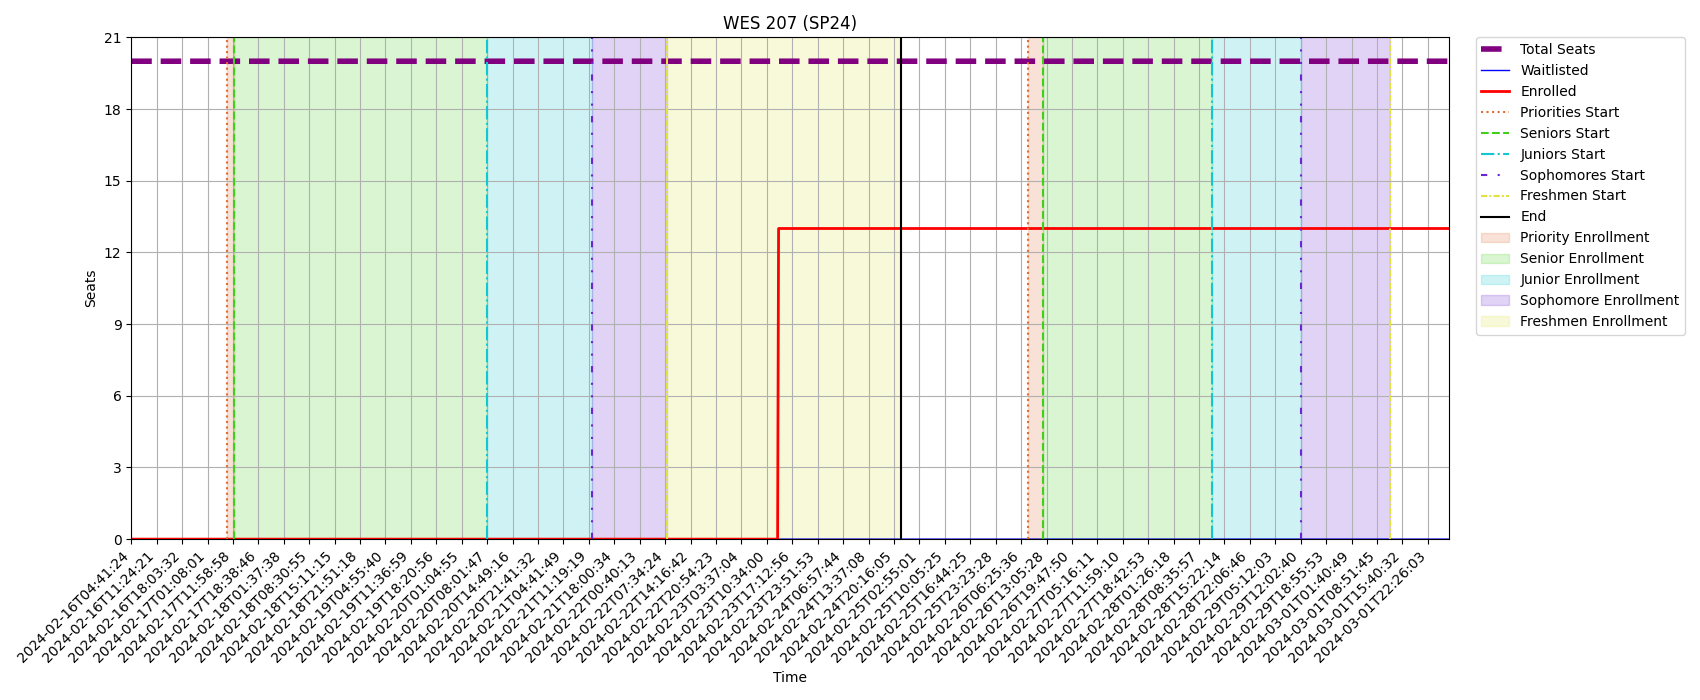 WES 207 (SP24)
21
18
15
12
9
6
3
0
Seats
2024-02-16T04:41:24
2024-02-16T11:24:21
2024-02-16T18:03:32
2024-02-17T01:08:01
2024-02-17T11:58:58
2024-02-17T18:38:46
2024-02-18T01:37:38
2024-02-18T08:30:55
2024-02-18T15:11:15
2024-02-18T21:51:18
2024-02-19T04:55:40
2024-02-19T11:36:59
2024-02-19T18:20:56
2024-02-20T01:04:55
2024-02-20T08:01:47
2024-02-20T14:49:16
2024-02-20T21:41:32
2024-02-21T04:41:49
2024-02-21T11:19:19
2024-02-21T18:00:34
2024-02-22T00:40:13
2024-02-22T07:34:24
2024-02-22T14:16:42
2024-02-22T20:54:23
2024-02-23T03:37:04
2024-02-23T10:34:00
2024-02-23T17:12:56
2024-02-23T23:51:53
2024-02-24T06:57:44
2024-02-24T13:37:08
2024-02-24T20:16:05
2024-02-25T02:55:01
2024-02-25T10:05:25
2024-02-25T16:44:25
2024-02-25T23:23:28
2024-02-26T06:25:36
2024-02-26T13:05:28
2024-02-26T19:47:50
2024-02-27T05:16:11
2024-02-27T11:59:10
2024-02-27T18:42:53
2024-02-28T01:26:18
2024-02-28T08:35:57
2024-02-28T15:22:14
2024-02-28T22:06:46
2024-02-29T05:12:03
2024-02-29T12:02:40
2024-02-29T18:55:53
2024-03-01T01:40:49
2024-03-01T08:51:45
2024-03-01T15:40:32
2024-03-01T22:26:03
Time
Total Seats
Waitlisted
Enrolled
Priorities Start
Seniors Start
Juniors Start
Sophomores Start
Freshmen Start
End
Priority Enrollment
Senior Enrollment
Junior Enrollment
Sophomore Enrollment
Freshmen Enrollment